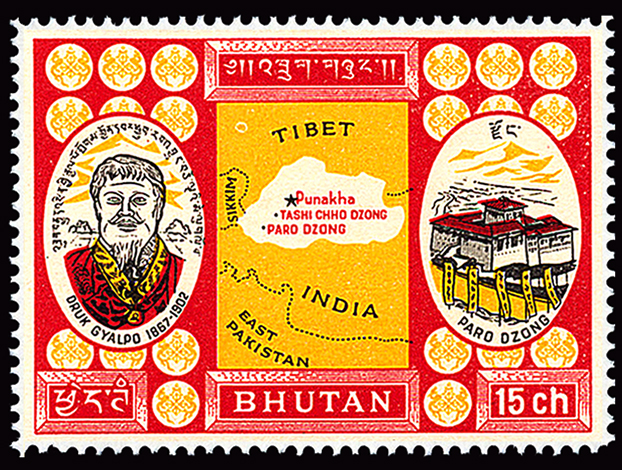 TIBET
SIKKIM
Punakha
TASHI CHHO DZONG
PARO DZONG
INDIA
EAST
PAKISTAN
DRUK GYALPO 1867-1902
རྫོང
PARO DZONG
BHUTAN
15 ch